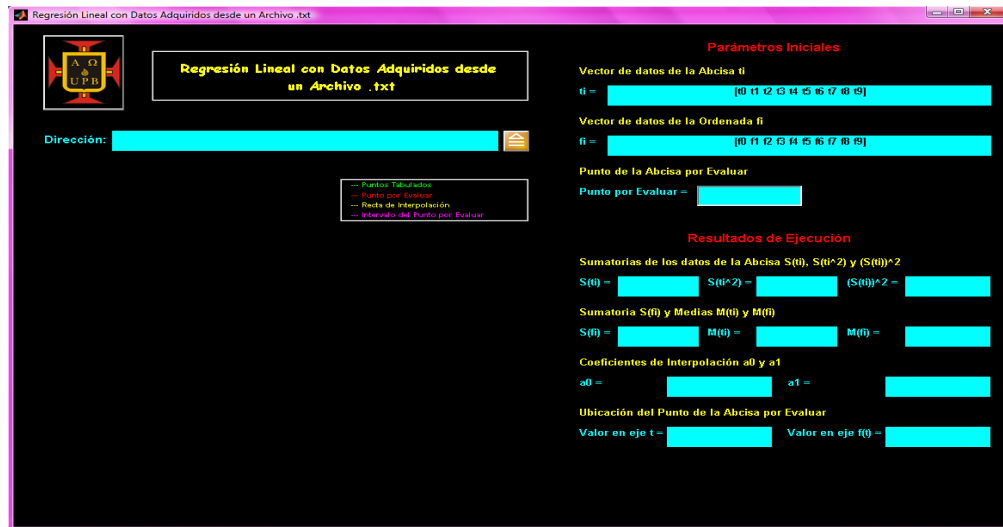 Regresión Lineal con Datos Adquiridos desde un Archivo .txt
Α Ω
UPB
Regresión Lineal con Datos Adquiridos desde
un Archivo .txt
Dirección:
--- Puntos Tabulados
--- Punto por Evaluar
--- Recta de Interpolación
--- Intervalo del Punto por Evaluar
Parámetros Iniciales
Vector de datos de la Abcisa ti
ti = [t0 t1 t2 t3 t4 t5 t6 t7 t8 t9]
Vector de datos de la Ordenada fi
fi = [f0 f1 f2 f3 f4 f5 f6 f7 f8 f9]
Punto de la Abcisa por Evaluar
Punto por Evaluar =
Resultados de Ejecución
Sumatorias de los datos de la Abcisa S(ti), S(ti^2) y (S(ti))^2
S(ti) = S(ti^2) = (S(ti))^2 =
Sumatoria S(fi) y Medias M(ti) y M(fi)
S(fi) = M(ti) = M(fi) =
Coeficientes de Interpolación a0 y a1
a0 = a1 =
Ubicación del Punto de la Abcisa por Evaluar
Valor en eje t = Valor en eje f(t) =